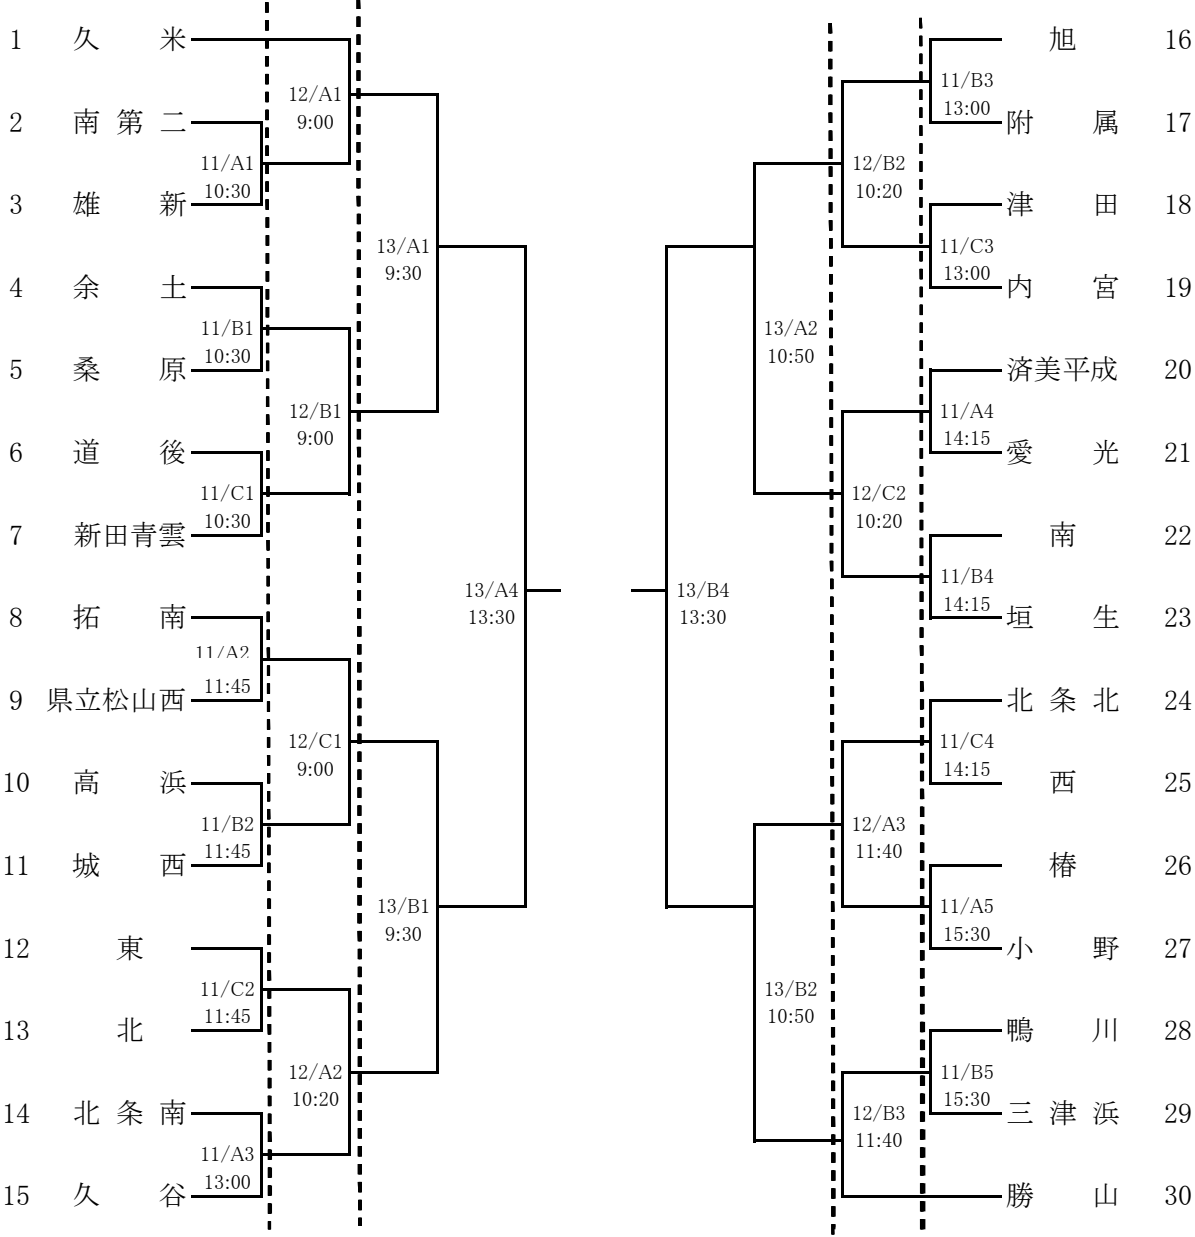 1 久米
12/A1
9:00
2 南第二
11/A1
10:30
3 雄新
13/A1
9:30
4 余土
11/B1
10:30
5 桑原
12/B1
9:00
6 道後
11/C1
10:30
7 新田青雲
13/A4
13:30
8 拓南
11/A2
11:45
9 県立松山西
12/C1
9:00
10 高浜
11/B2
11:45
11 城西
13/B1
9:30
12 東
11/C2
11:45
13 北
12/A2
10:20
14 北条南
11/A3
13:00
15 久谷
旭 16
11/B3
13:00
附属 17
12/B2
10:20
津田 18
11/C3
13:00
内宮 19
13/A2
10:50
済美平成 20
11/A4
14:15
愛光 21
12/C2
10:20
南 22
11/B4
14:15
垣生 23
13/B4
13:30
北条北 24
11/C4
14:15
西 25
12/A3
11:40
椿 26
11/A5
15:30
小野 27
13/B2
10:50
鴨川 28
11/B5
15:30
三津浜 29
12/B3
11:40
勝山 30